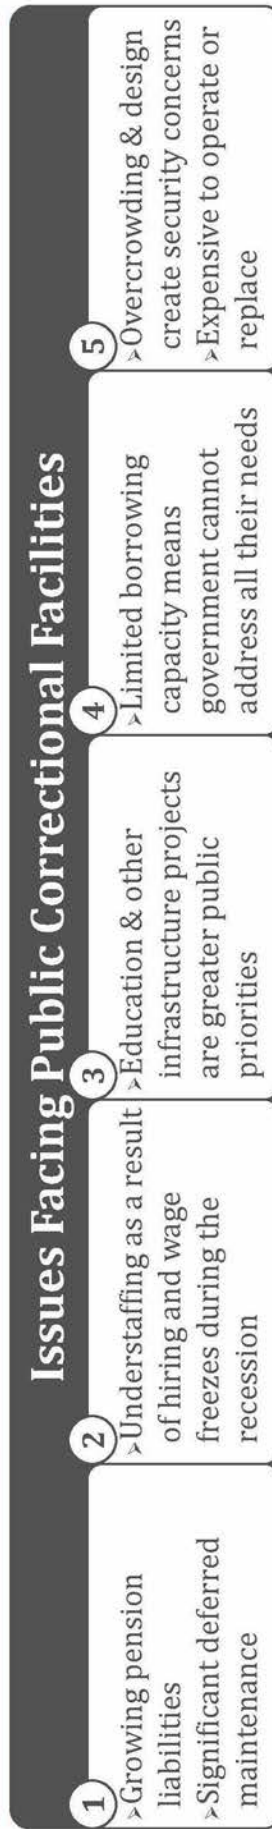 Issues Facing Public Correctional Facilities
1
➢Growing pension
liabilities
➢Significant deferred
maintenance
2
➢Understaffing as a result
of hiring and wage
freezes during the
recession
3
➢Education & other
infrastructure projects
are greater public
priorities
4
➢Limited borrowing
capacity means
government cannot
address all their needs
5
➢Overcrowding & design
create security concerns
➢Expensive to operate or
replace